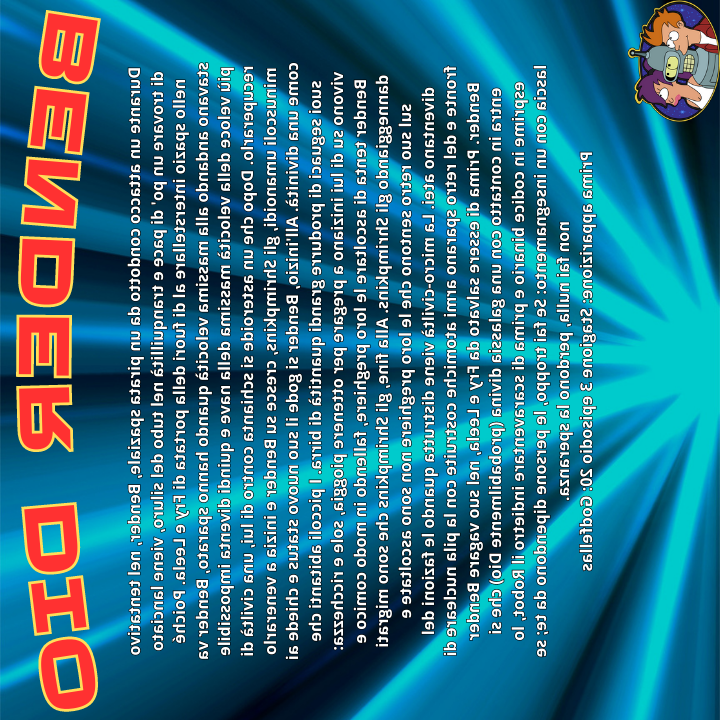 BENDER DIO
Durante un attacco condotto da un pirata spaziale, Bender, nel tentativo
di trovare un po' di pace e tranquillità nel tubo del siluro, viene lanciato
nello spazio interstellare al di fuori della portata di Fry e Leela. Poiché
stavano andando alla massima velocità quando hanno sparato, Bender va
più veloce della velocità massima della nave e quindi diventa impossibile
recuperarlo. Dopo che un asteroide si schianta contro di lui, una civiltà di
minuscoli umanoidi, gli Shrimpkins, cresce su Bender e inizia a venerarlo
come una divinità. All'inizio, Bender si gode il suo nuovo status e chiede ai
suoi seguaci di produrre grandi quantità di birra. I piccoli abitanti che
vivono su di lui iniziano a pregare per ottenere pioggia, sole e ricchezze:
Bender tenta di ascoltare le loro preghiere, fallendo in modo comico e
danneggiando gli Shrimpkins. Alla fine, gli Shrimpkins che sono migrati
sul suo retro sentono che le loro preghiere non sono ascoltate e
diventano atei. La micro-civiltà viene distrutta quando le fazioni del
fronte e del retro sparano armi atomiche costruite con la pila nucleare di
Bender. Prima di essere salvato da Fry e Leela, nel suo vagare Bender
entra in contatto con una galassia divina (probabilmente Dio) che si
esprime in codice binario e prima di scaraventare indietro il Robot, lo
lascia con un insegnamento: Se fai troppo, le persone dipendono da te; se
non fai nulla, perdono la speranza.
Prima apparizione: Stagione 3 episodio 20: Godfellas